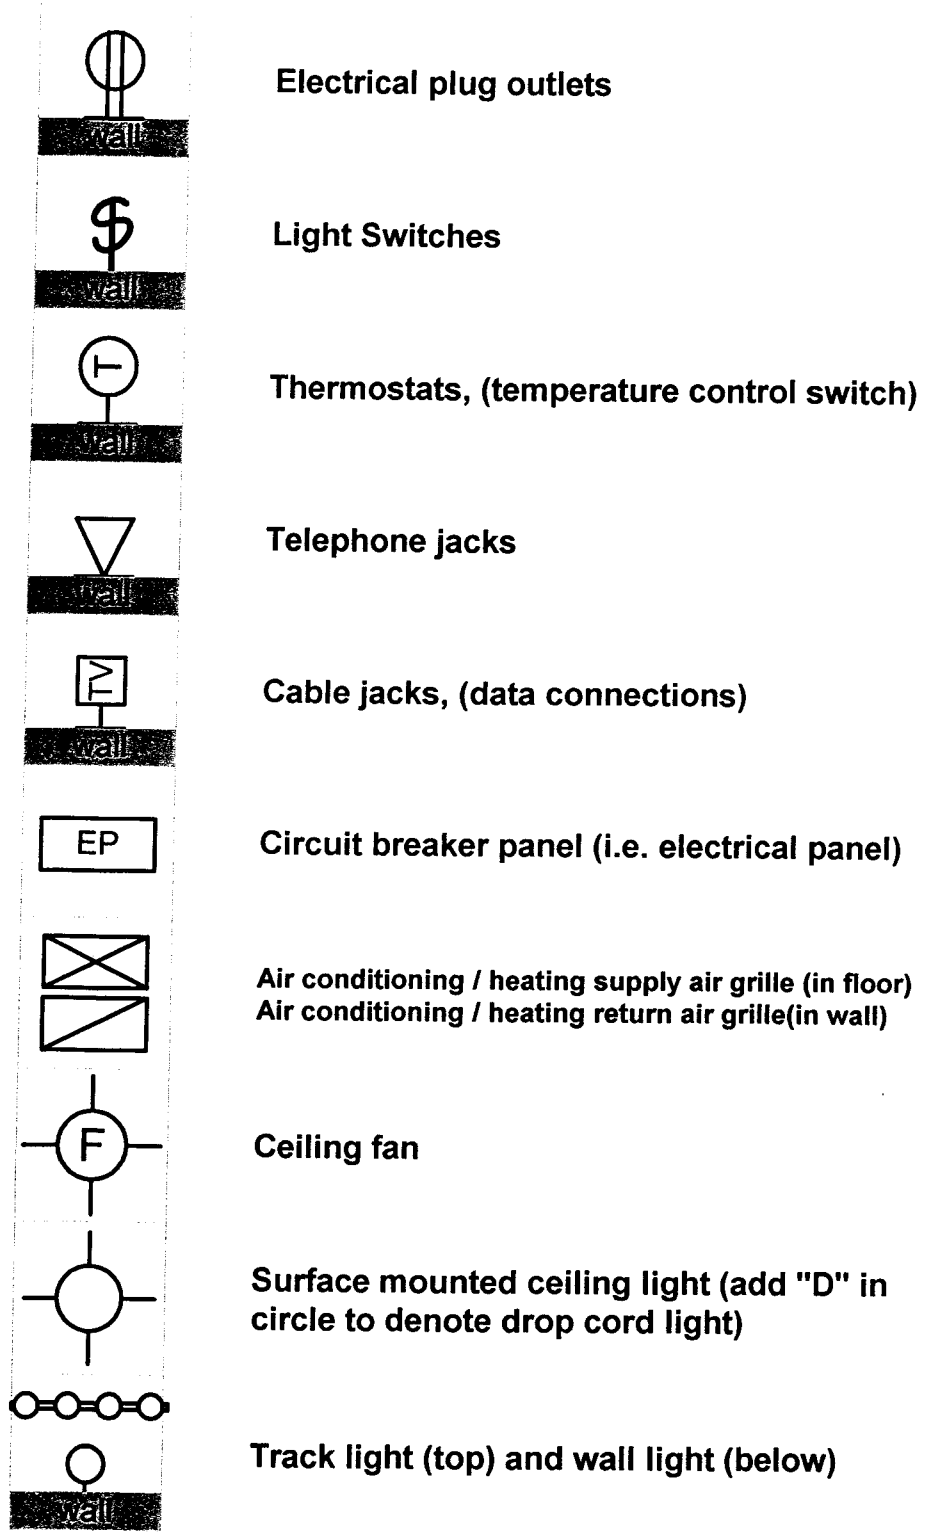 Electrical plug outlets
wall
$
Light Switches
wall
T
Thermostats, (temperature control switch)
wall
Telephone jacks
wall
TV
Cable jacks, (data connections)
wall
EP
Circuit breaker panel (i.e. electrical panel)
Air conditioning / heating supply air grille (in floor)
Air conditioning / heating return air grille(in wall)
F
Ceiling fan
Surface mounted ceiling light (add "D" in
circle to denote drop cord light)
Track light (top) and wall light (below)
wall